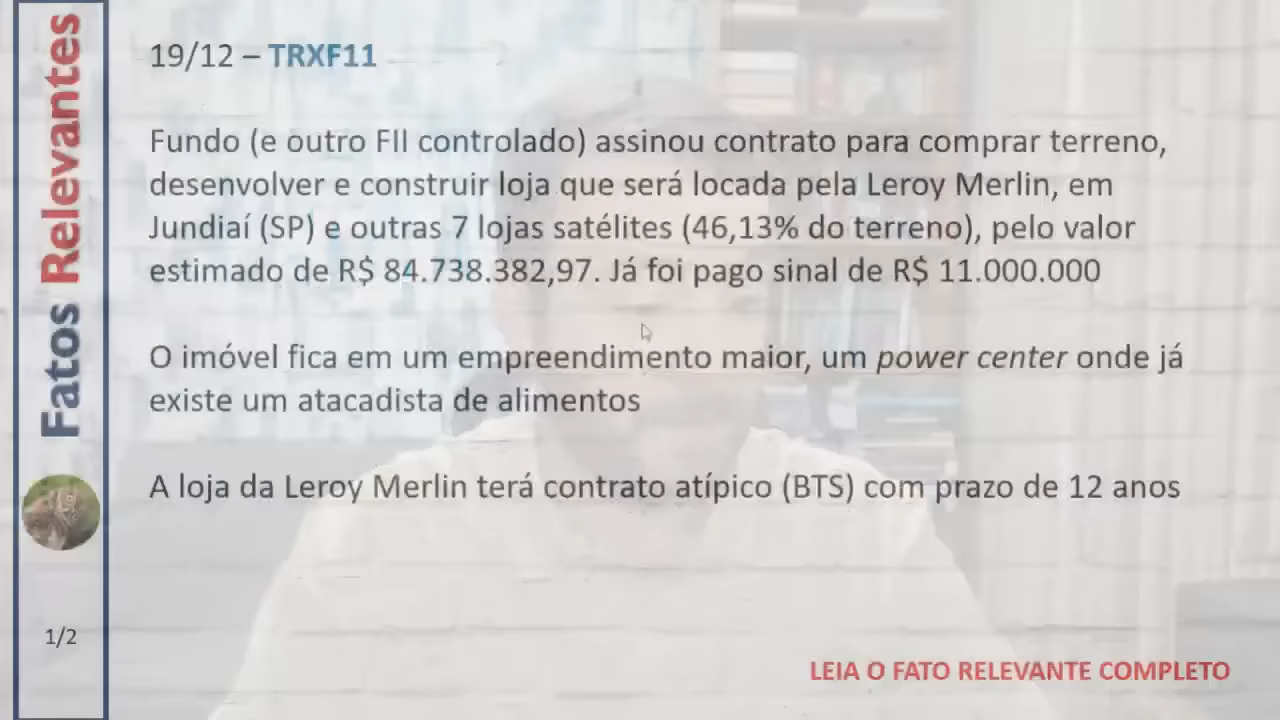 Fatos Relevantes
1/2
19/12 – TRXF11
Fundo (e outro FII controlado) assinou contrato para comprar terreno,
desenvolver e construir loja que será locada pela Leroy Merlin, em
Jundiaí (SP) e outras 7 lojas satélites (46,13% do terreno), pelo valor
estimado de R$ 84.738.382,97. Já foi pago sinal de R$ 11.000.000
O imóvel fica em um empreendimento maior, um power center onde já
existe um atacadista de alimentos
A loja da Leroy Merlin terá contrato atípico (BTS) com prazo de 12 anos
LEIA O FATO RELEVANTE COMPLETO